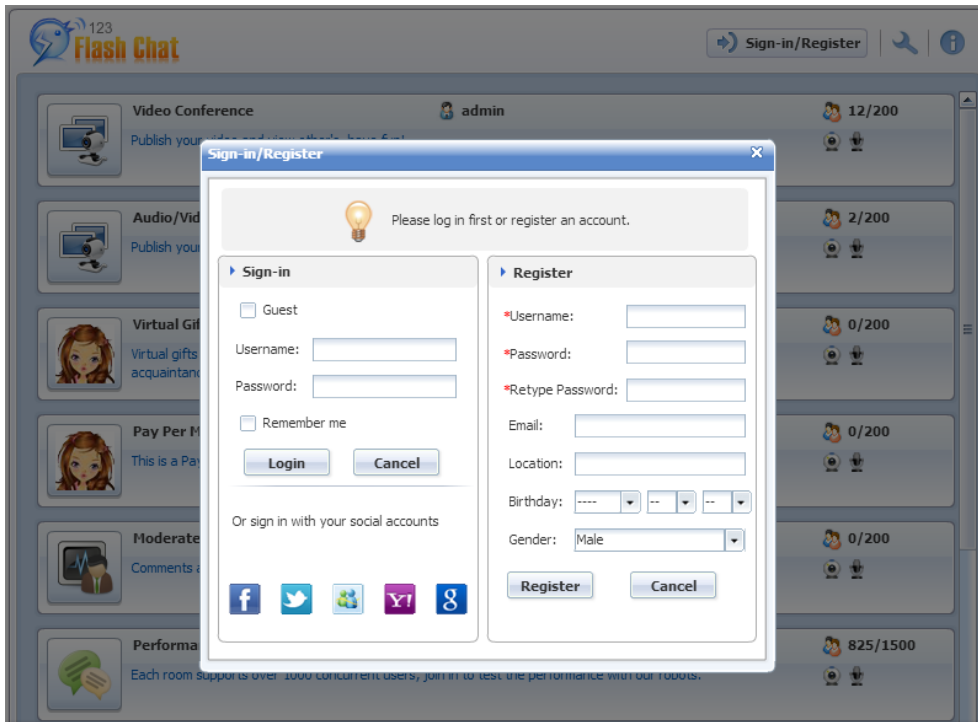 123
Flash Chat
Sign-in/Register
Video Conference admin 12/200
Publish your video and view other's, have fun!
Sign-in/Register
Please log in first or register an account.
Audio/Vid 2/200
Publish your
Sign-in
Guest
Username:
Password:
Remember me
Login Cancel
Or sign in with your social accounts
f Y! g
Register
*Username:
*Password:
*Retype Password:
Email:
Location:
Birthday: ---- -- --
Gender: Male
Register Cancel
Virtual Gif 0/200
Virtual gifts
acquaintanc
Pay Per M 0/200
This is a Pay
Moderate 0/200
Comments a
Performa 825/1500
Each room supports over 1000 concurrent users, join in to test the performance with our robots.